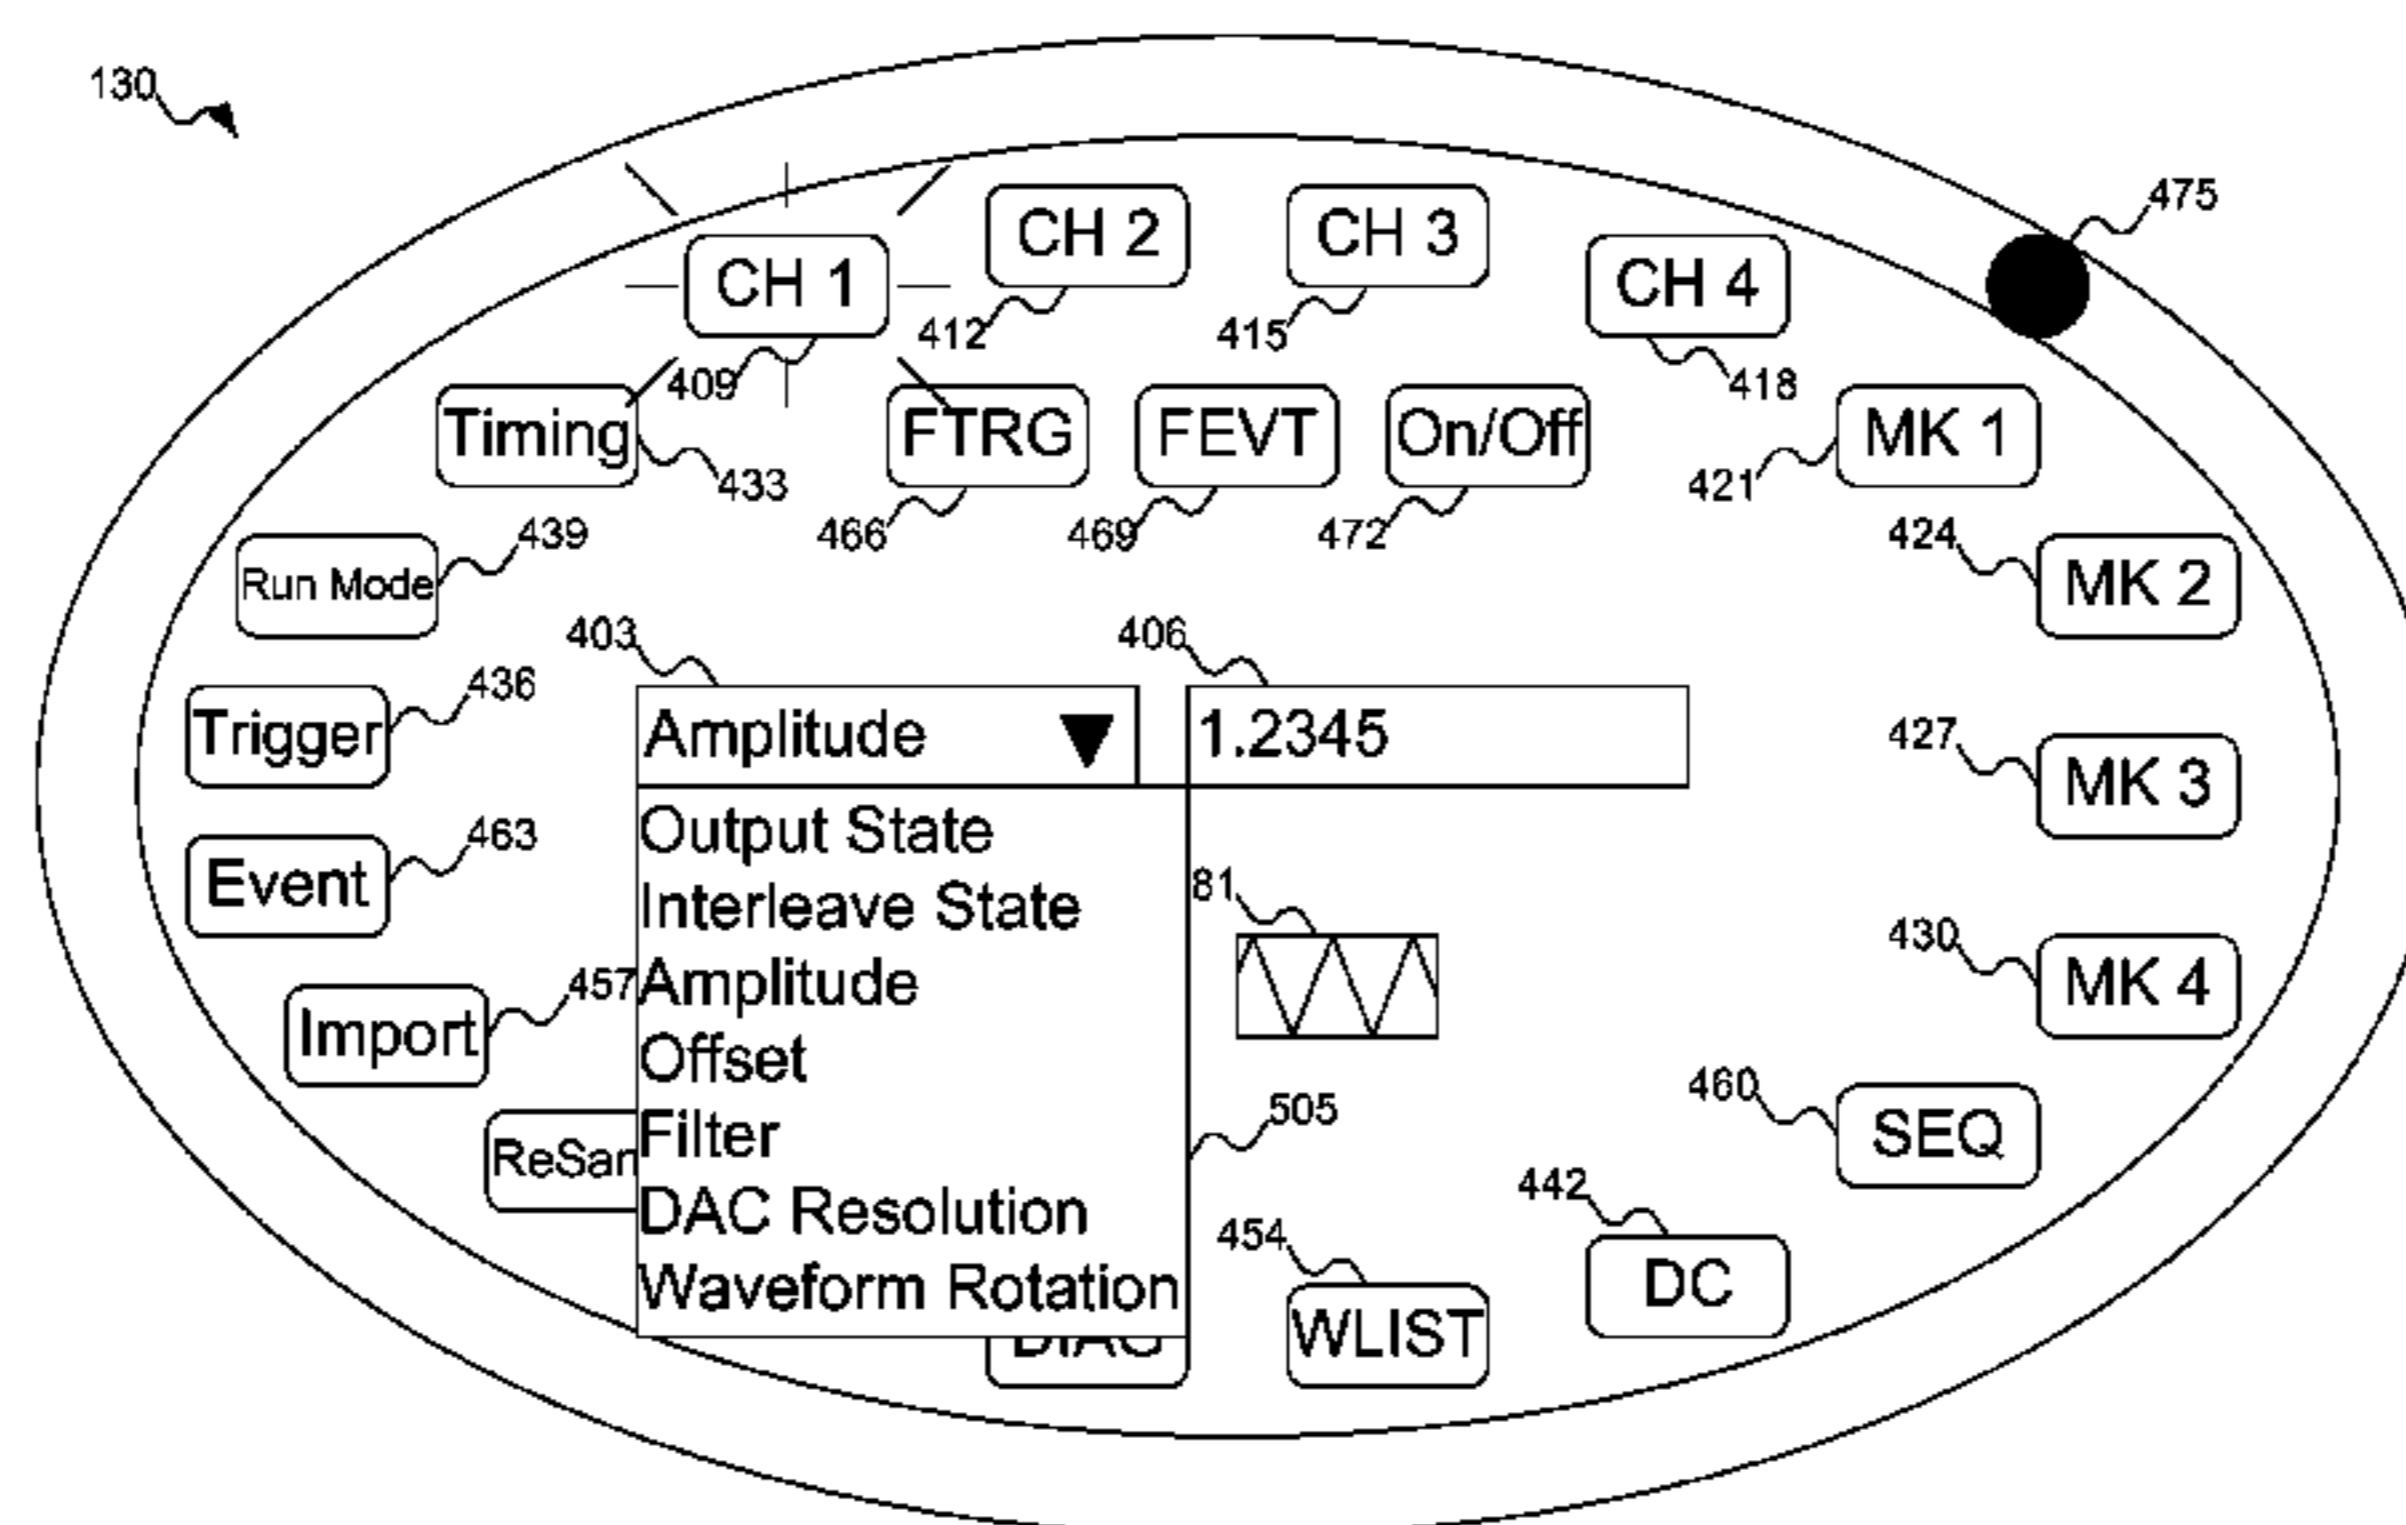 130
475
CH 1
CH 2
CH 3
CH 4
409
412
415
418
Timing
FTRG
FEVT
On/Off
MK 1
433
466
469
472
421
Run Mode
439
424
MK 2
403
406
Trigger
436
Amplitude
1.2345
427
MK 3
Event
463
Output State
Interleave State
81
Amplitude
430
MK 4
Import
457
Offset
Filter
505
460
SEQ
DAC Resolution
442
DC
Waveform Rotation
454
WLIST